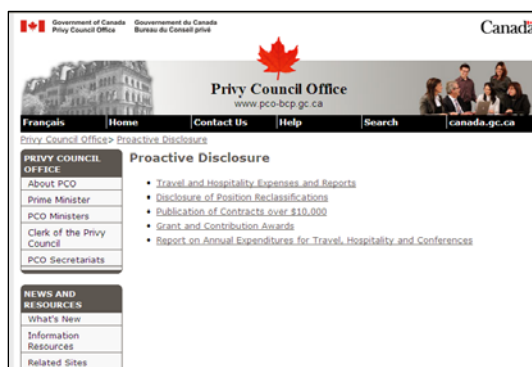 Government of Canada Gouvernement du Canada
Privy Council Office Bureau du Conseil privé
Canada
Privy Council Office
www.pco-bcp.gc.ca
Français Home Contact Us Help Search canada.gc.ca
Privy Council Office> Proactive Disclosure
PRIVY COUNCIL
OFFICE
About PCO
Prime Minister
PCO Ministers
Clerk of the Privy
Council
PCO Secretariats
NEWS AND
RESOURCES
What's New
Information
Resources
Related Sites
Proactive Disclosure
• Travel and Hospitality Expenses and Reports
• Disclosure of Position Reclassifications
• Publication of Contracts over $10,000
• Grant and Contribution Awards
• Report on Annual Expenditures for Travel, Hospitality and Conferences